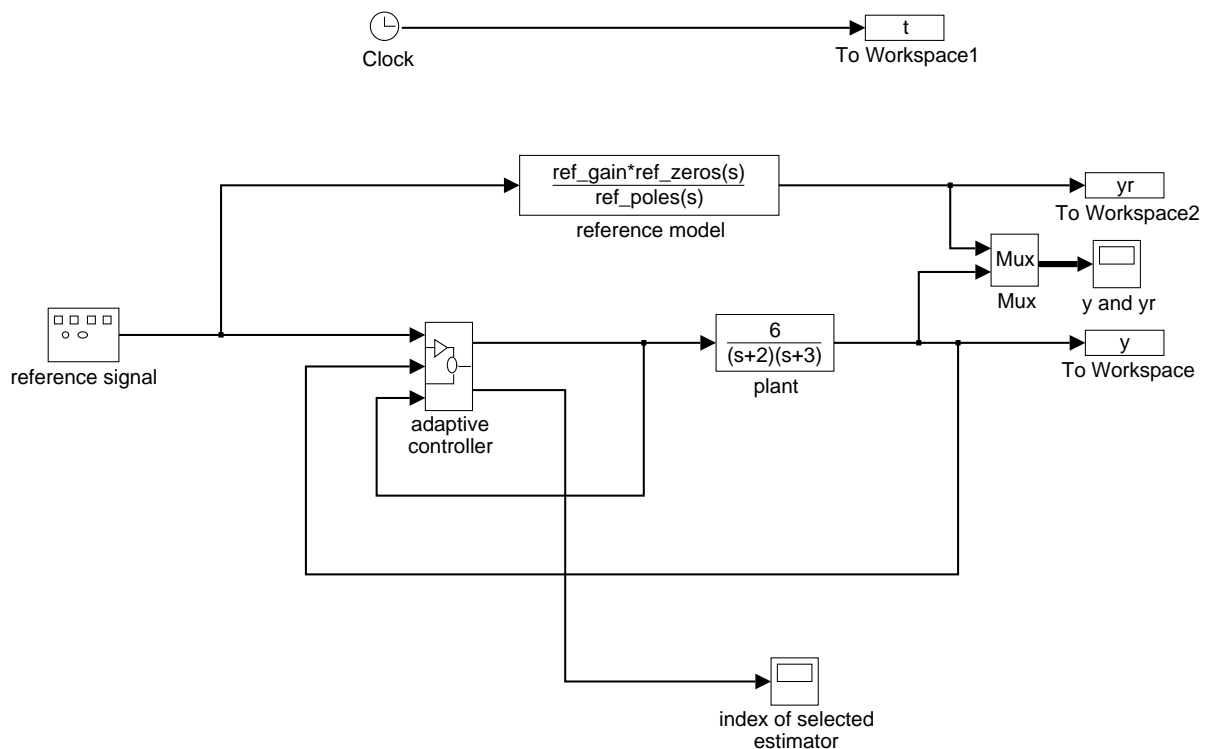 t
Clock
To Workspace1
ref_gain*ref_zeros(s)
ref_poles(s)
reference model
yr
To Workspace2
Mux
Mux
y and yr
reference signal
adaptive
controller
6
(s+2)(s+3)
plant
y
To Workspace
index of selected
estimator